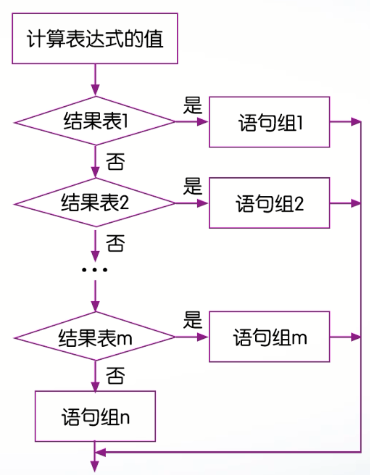 计算表达式的值
结果表1
是
语句组1
否
结果表2
是
语句组2
否
...
结果表m
是
语句组m
否
语句组n